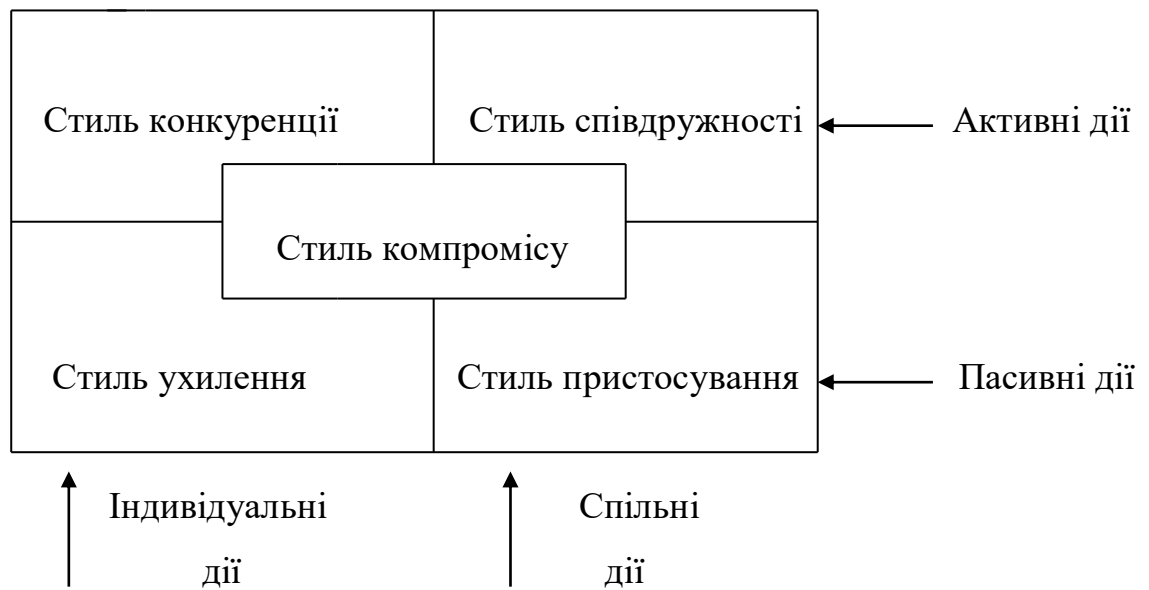 Стиль конкуренції
Стиль співдружності
Активні дії
Стиль компромісу
Стиль ухилення
Стиль пристосування
Пасивні дії
Індивідуальні
дії
Спільні
дії